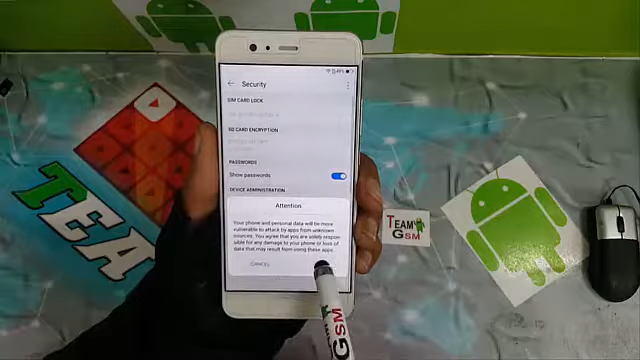 Security
SIM CARD LOCK
SD CARD ENCRYPTION
PASSWORDS
Show passwords
DEVICE ADMINISTRATION
Attention
Your phone and personal data will be more
vulnerable to attack by apps from unknown
sources. You agree that you are solely respon-
sible for any damage to your phone or loss of
data that may result from using these apps.
CANCEL
TEAM
GSM
TEA
GSM